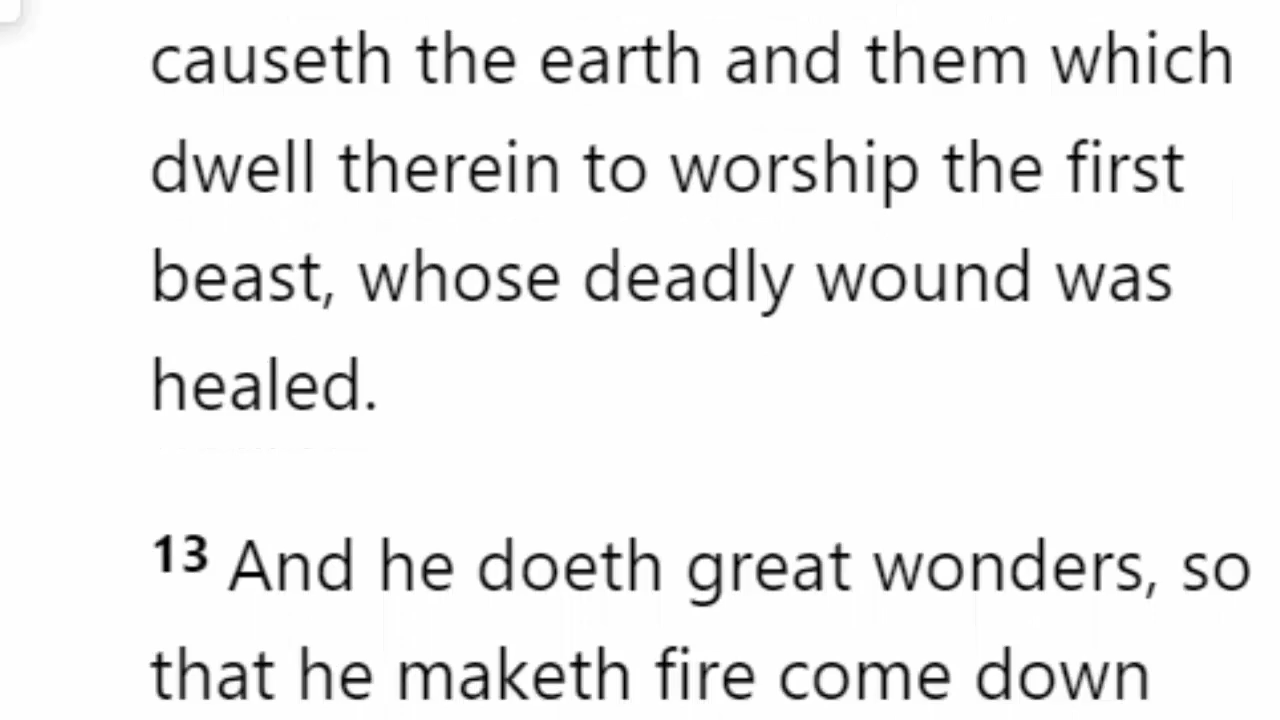 causeth the earth and them which
dwell therein to worship the first
beast, whose deadly wound was
healed.
13 And he doeth great wonders, so
that he maketh fire come down